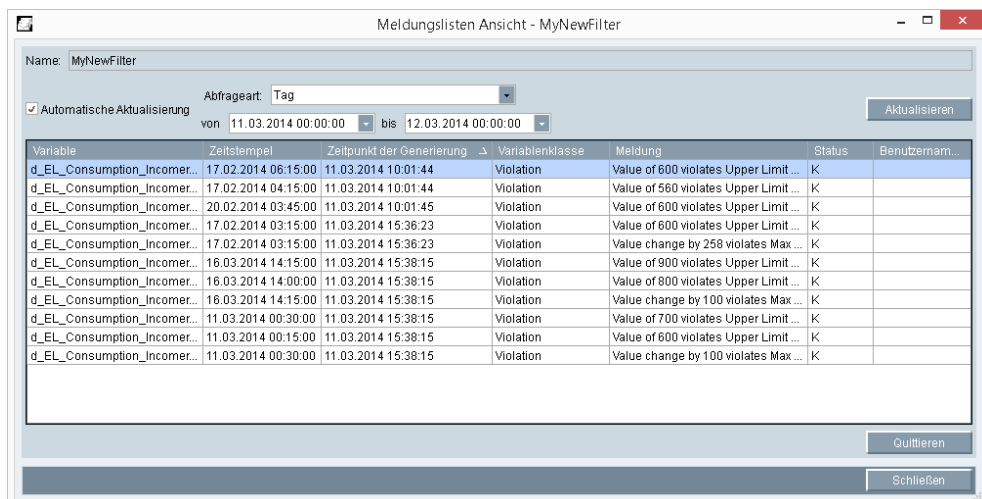 Meldungslisten Ansicht - MyNewFilter
Name: MyNewFilter
Automatische Aktualisierung
Abfrageart: Tag
von 11.03.2014 00:00:00 bis 12.03.2014 00:00:00
Aktualisieren
Variable Zeitstempel Zeitpunkt der Generierung Variablenklasse Meldung Status Benutzernam...
d_EL_Consumption_Incomer... 17.02.2014 06:15:00 11.03.2014 10:01:44 Violation Value of 600 violates Upper Limit ... K
d_EL_Consumption_Incomer... 17.02.2014 04:15:00 11.03.2014 10:01:44 Violation Value of 560 violates Upper Limit ... K
d_EL_Consumption_Incomer... 20.02.2014 03:45:00 11.03.2014 10:01:45 Violation Value of 600 violates Upper Limit ... K
d_EL_Consumption_Incomer... 17.02.2014 03:15:00 11.03.2014 15:36:23 Violation Value of 600 violates Upper Limit ... K
d_EL_Consumption_Incomer... 17.02.2014 03:15:00 11.03.2014 15:36:23 Violation Value change by 258 violates Max ... K
d_EL_Consumption_Incomer... 16.03.2014 14:15:00 11.03.2014 15:38:15 Violation Value of 900 violates Upper Limit ... K
d_EL_Consumption_Incomer... 16.03.2014 14:00:00 11.03.2014 15:38:15 Violation Value of 800 violates Upper Limit ... K
d_EL_Consumption_Incomer... 16.03.2014 14:15:00 11.03.2014 15:38:15 Violation Value change by 100 violates Max ... K
d_EL_Consumption_Incomer... 11.03.2014 00:30:00 11.03.2014 15:38:15 Violation Value of 700 violates Upper Limit ... K
d_EL_Consumption_Incomer... 11.03.2014 00:15:00 11.03.2014 15:38:15 Violation Value of 600 violates Upper Limit ... K
d_EL_Consumption_Incomer... 11.03.2014 00:30:00 11.03.2014 15:38:15 Violation Value change by 100 violates Max ... K
Quittieren
Schließen